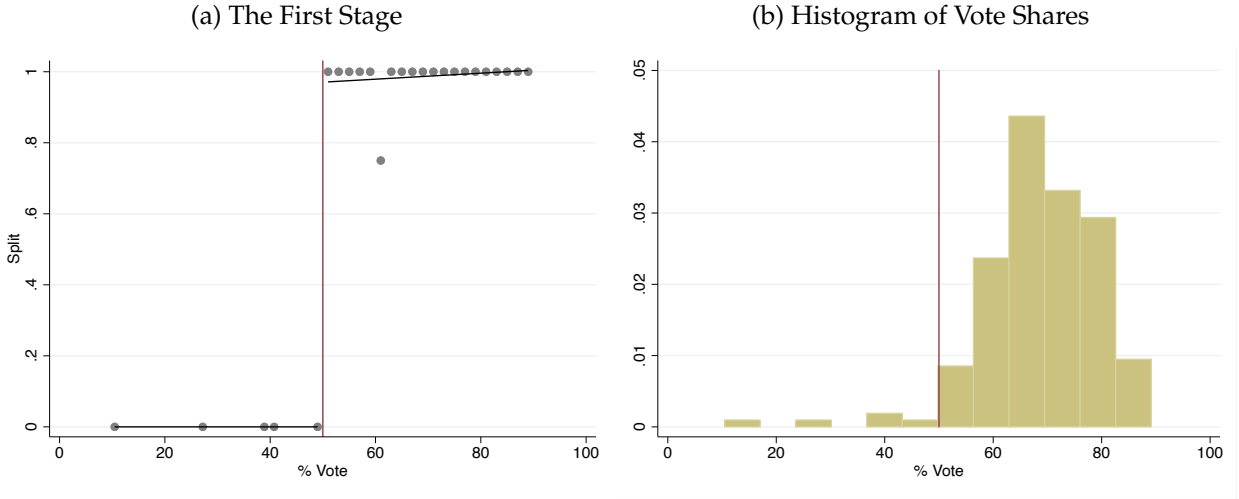 (a) The First Stage
Split
1
.8
.6
.4
.2
0
0 20 40 60 80 100
% Vote
(b) Histogram of Vote Shares
.05
.04
.03
.02
.01
0
0 20 40 60 80 100
% Vote